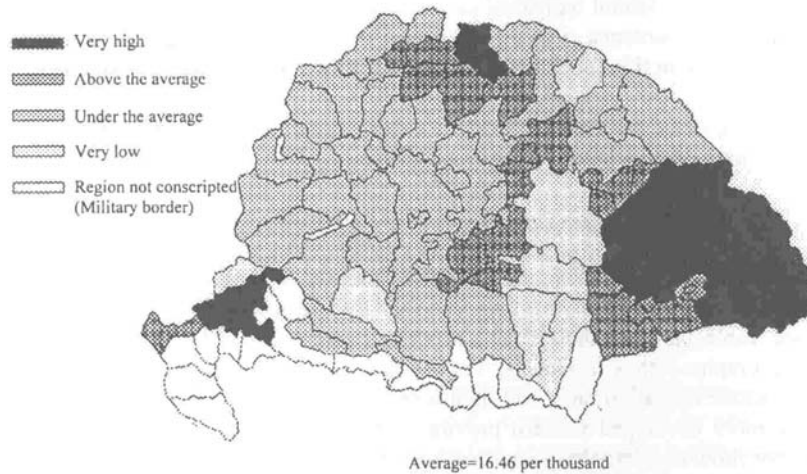 Very high
Above the average
Under the average
Very low
Region not conscripted
(Military border)
Average=16.46 per thousand